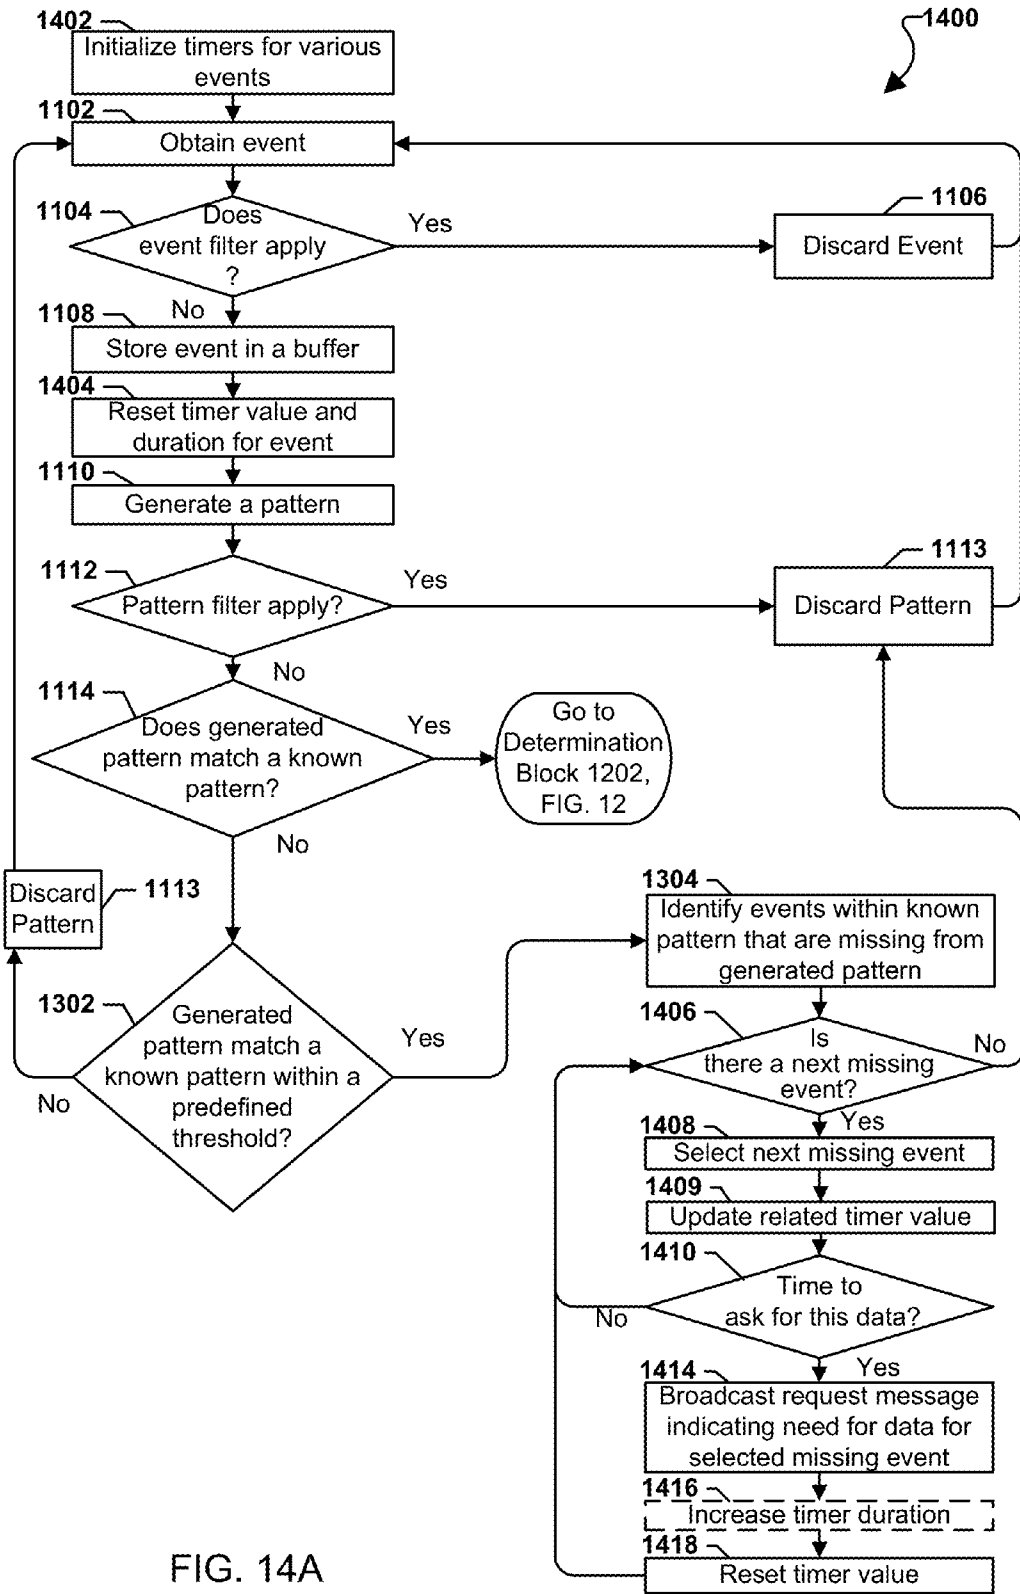 1402
1400
Initialize timers for various
events
1102
Obtain event
1104
Does
event filter apply
?
Yes
1106
Discard Event
No
1108
Store event in a buffer
1404
Reset timer value and
duration for event
1110
Generate a pattern
1112
Pattern filter apply?
Yes
1113
Discard Pattern
No
1114
Does generated
pattern match a known
pattern?
Yes
Go to
Determination
Block 1202,
FIG. 12
No
Discard
Pattern
1113
1302
Generated
pattern match a
known pattern within a
predefined
threshold?
No
Yes
1304
Identify events within known
pattern that are missing from
generated pattern
1406
Is
there a next missing
event?
No
Yes
1408
Select next missing event
1409
Update related timer value
1410
Time to
ask for this data?
No
Yes
1414
Broadcast request message
indicating need for data for
selected missing event
1416
Increase timer duration
1418
Reset timer value
FIG. 14A